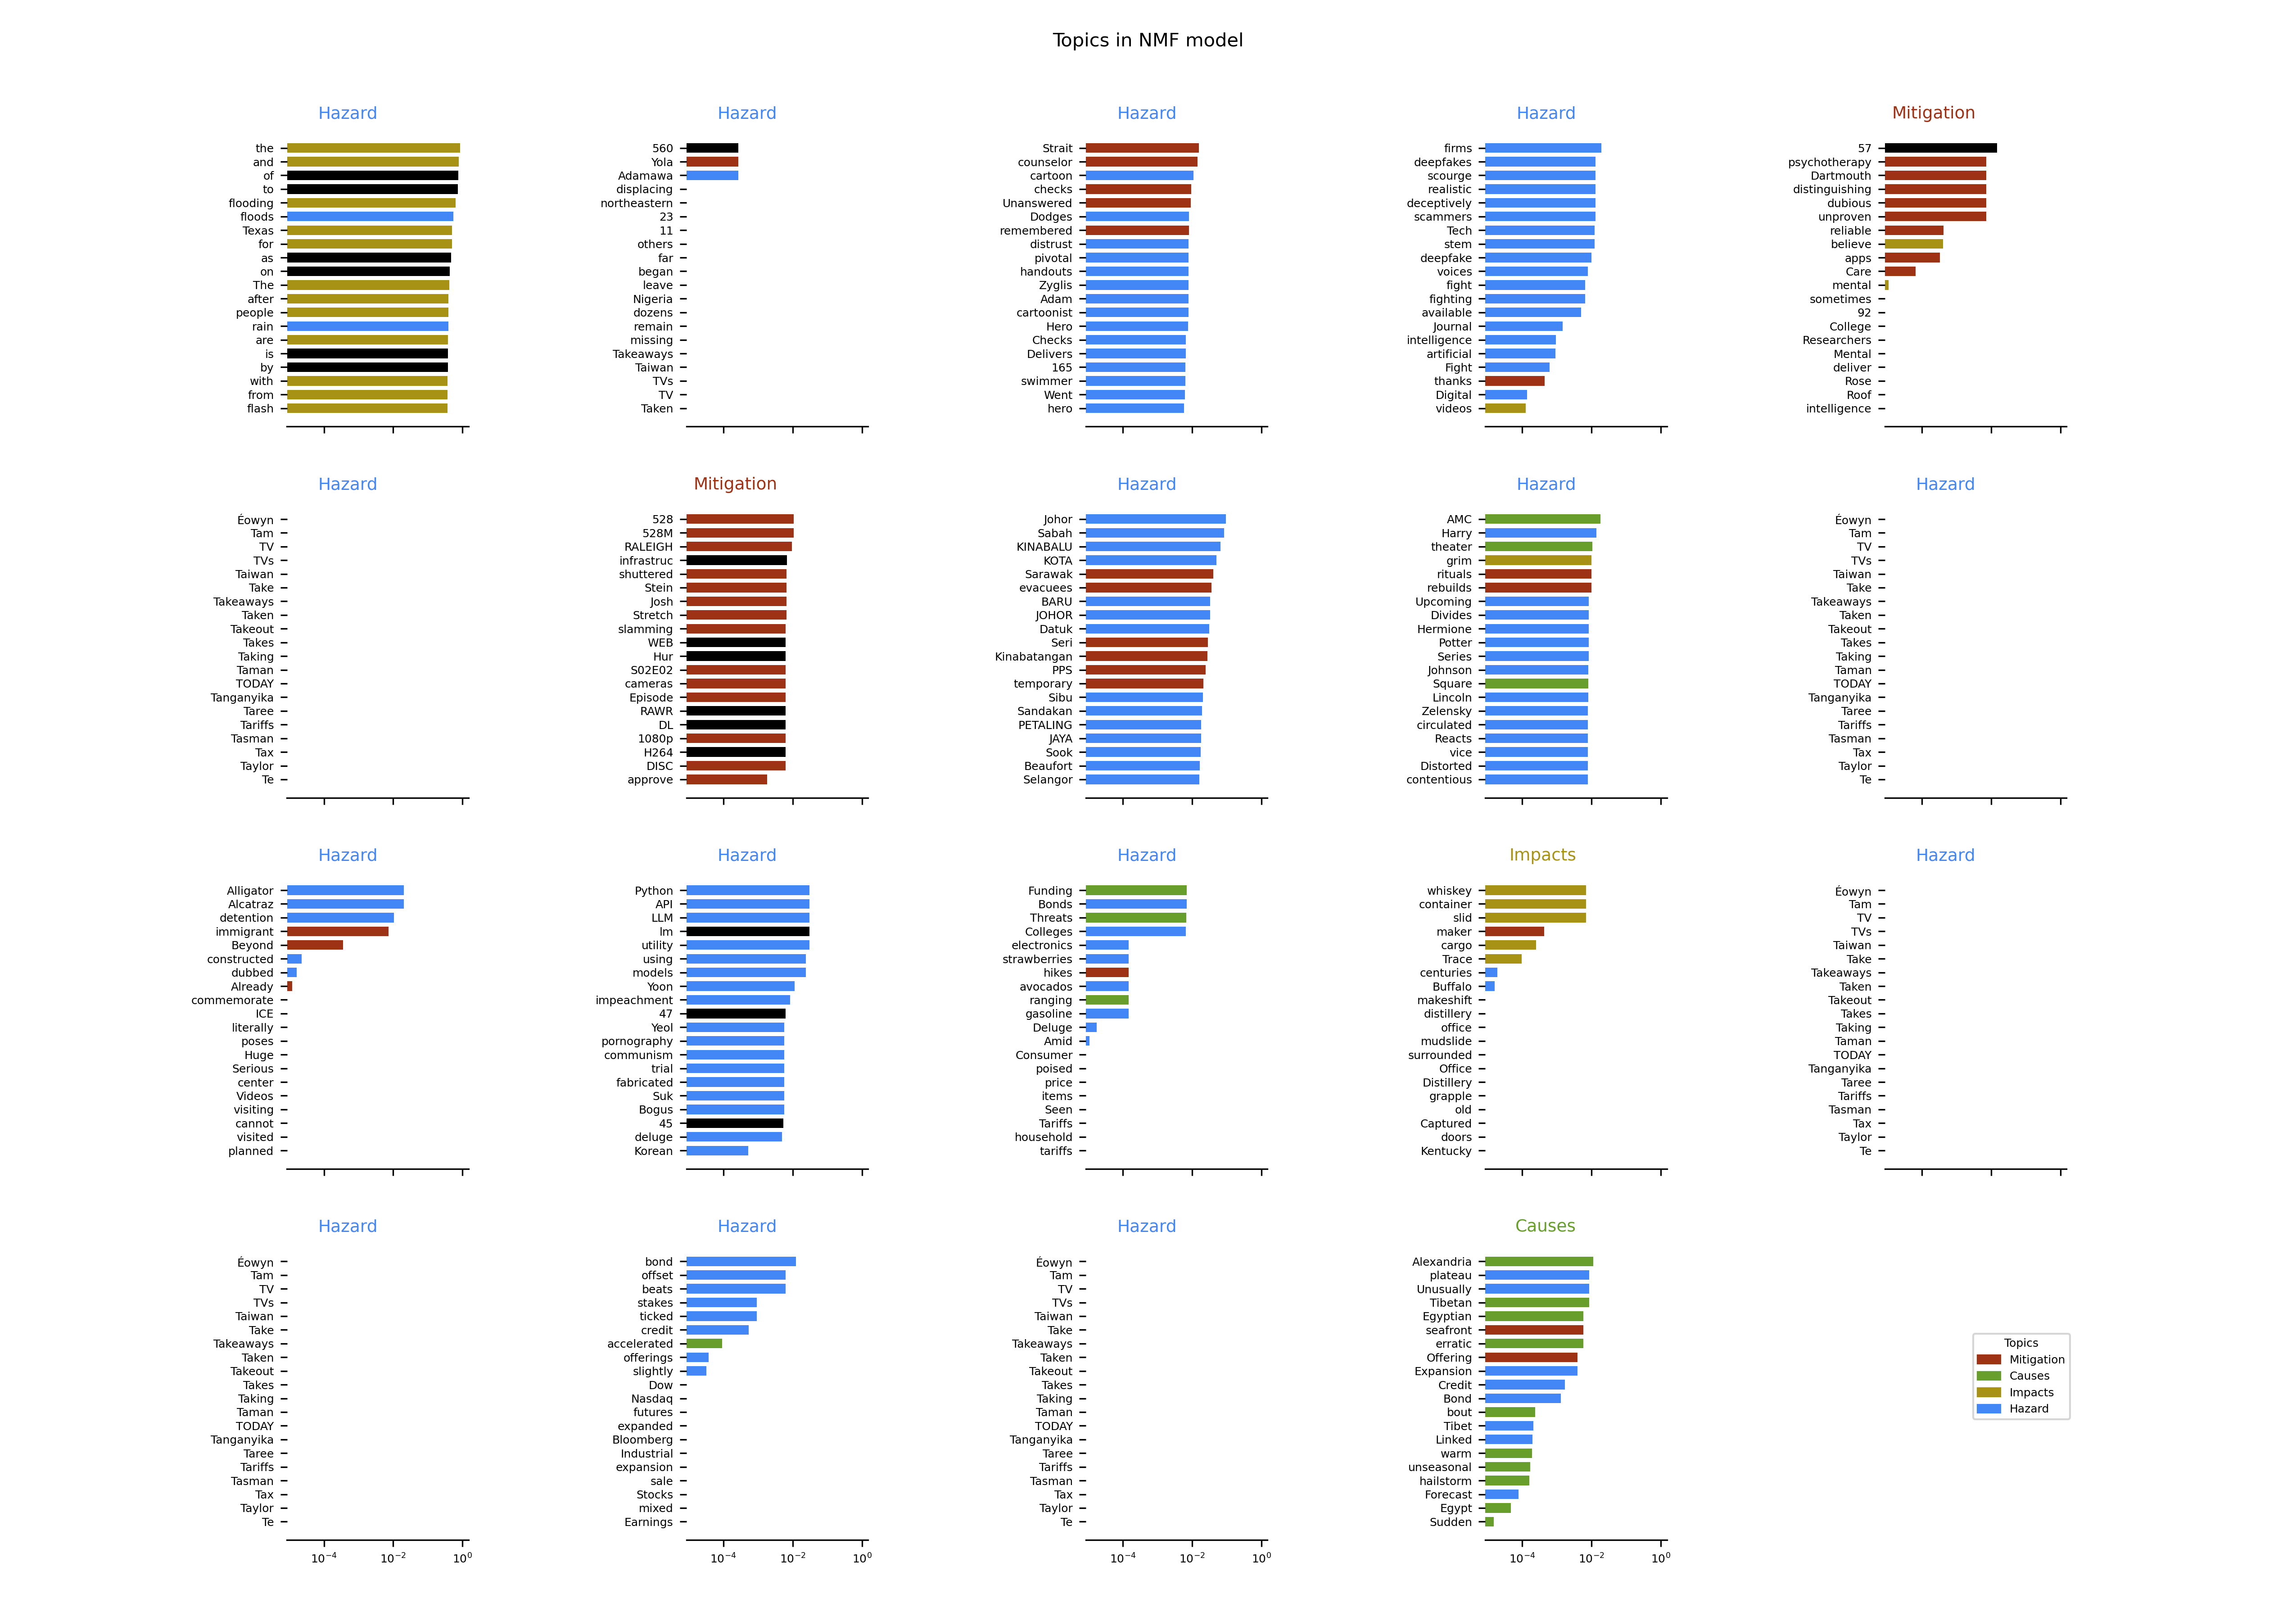 Topics in NMF model
Hazard
the
and
of
to
flooding
floods
Texas
for
as
on
The
after
people
rain
are
is
by
with
from
flash
Hazard
560
Yola
Adamawa
displacing
northeastern
23
11
others
far
began
leave
Nigeria
dozens
remain
missing
Takeaways
Taiwan
TVs
TV
Taken
Hazard
Strait
counselor
cartoon
checks
Unanswered
Dodges
remembered
distrust
pivotal
handouts
Zyglis
Adam
cartoonist
Hero
Checks
Delivers
165
swimmer
Went
hero
Hazard
firms
deepfakes
scourge
realistic
deceptively
scammers
Tech
stem
deepfake
voices
fight
fighting
available
Journal
intelligence
artificial
Fight
thanks
Digital
videos
Mitigation
57
psychotherapy
Dartmouth
distinguishing
dubious
unproven
reliable
believe
apps
Care
mental
sometimes
92
College
Researchers
Mental
deliver
Rose
Roof
intelligence
Hazard
Éowyn
Tam
TV
TVs
Taiwan
Take
Takeaways
Taken
Takeout
Takes
Taking
Taman
TODAY
Tanganyika
Taree
Tariffs
Tasman
Tax
Taylor
Te
Mitigation
528
528M
RALEIGH
infrastruc
shuttered
Stein
Josh
Stretch
slamming
WEB
Hur
S02E02
cameras
Episode
RAWR
DL
1080p
H264
DISC
approve
Hazard
Johor
Sabah
KINABALU
KOTA
Sarawak
evacuees
BARU
JOHOR
Datuk
Seri
Kinabatangan
PPS
temporary
Sibu
Sandakan
PETALING
JAYA
Sook
Beaufort
Selangor
Hazard
AMC
Harry
theater
grim
rituals
rebuilds
Upcoming
Divides
Hermione
Potter
Series
Johnson
Square
Lincoln
Zelensky
circulated
Reacts
vice
Distorted
contentious
Hazard
Éowyn
Tam
TV
TVs
Taiwan
Take
Takeaways
Taken
Takeout
Takes
Taking
Taman
TODAY
Tanganyika
Taree
Tariffs
Tasman
Tax
Taylor
Te
Hazard
Alligator
Alcatraz
detention
immigrant
Beyond
constructed
dubbed
Already
commemorate
ICE
literally
poses
Huge
Serious
center
Videos
visiting
cannot
visited
planned
Hazard
Python
API
LLM
Im
utility
using
models
Yoon
impeachment
47
Yeol
pornography
communism
trial
fabricated
Suk
Bogus
45
deluge
Korean
Hazard
Funding
Bonds
Threats
Colleges
electronics
strawberries
hikes
avocados
ranging
gasoline
Deluge
Amid
Consumer
poised
price
items
Seen
Tariffs
household
tariffs
Impacts
whiskey
container
slid
maker
cargo
Trace
centuries
Buffalo
makeshift
distillery
office
mudslide
surrounded
Office
Distillery
grapple
old
Captured
doors
Kentucky
Hazard
Éowyn
Tam
TV
TVs
Taiwan
Take
Takeaways
Taken
Takeout
Takes
Taking
Taman
TODAY
Tanganyika
Taree
Tariffs
Tasman
Tax
Taylor
Te
Hazard
Éowyn
Tam
TV
TVs
Taiwan
Take
Takeaways
Taken
Takeout
Takes
Taking
Taman
TODAY
Tanganyika
Taree
Tariffs
Tasman
Tax
Taylor
Te
10⁻⁴ 10⁻² 10⁰
Hazard
bond
offset
beats
stakes
ticked
credit
accelerated
offerings
slightly
Dow
Nasdaq
futures
expanded
Bloomberg
Industrial
expansion
sale
Stocks
mixed
Earnings
10⁻⁴ 10⁻² 10⁰
Hazard
Éowyn
Tam
TV
TVs
Taiwan
Take
Takeaways
Taken
Takeout
Takes
Taking
Taman
TODAY
Tanganyika
Taree
Tariffs
Tasman
Tax
Taylor
Te
10⁻⁴ 10⁻² 10⁰
Causes
Alexandria
plateau
Unusually
Tibetan
Egyptian
seafront
erratic
Offering
Expansion
Credit
Bond
bout
Tibet
Linked
warm
unseasonal
hailstorm
Forecast
Egypt
Sudden
10⁻⁴ 10⁻² 10⁰
Topics
Mitigation
Causes
Impacts
Hazard